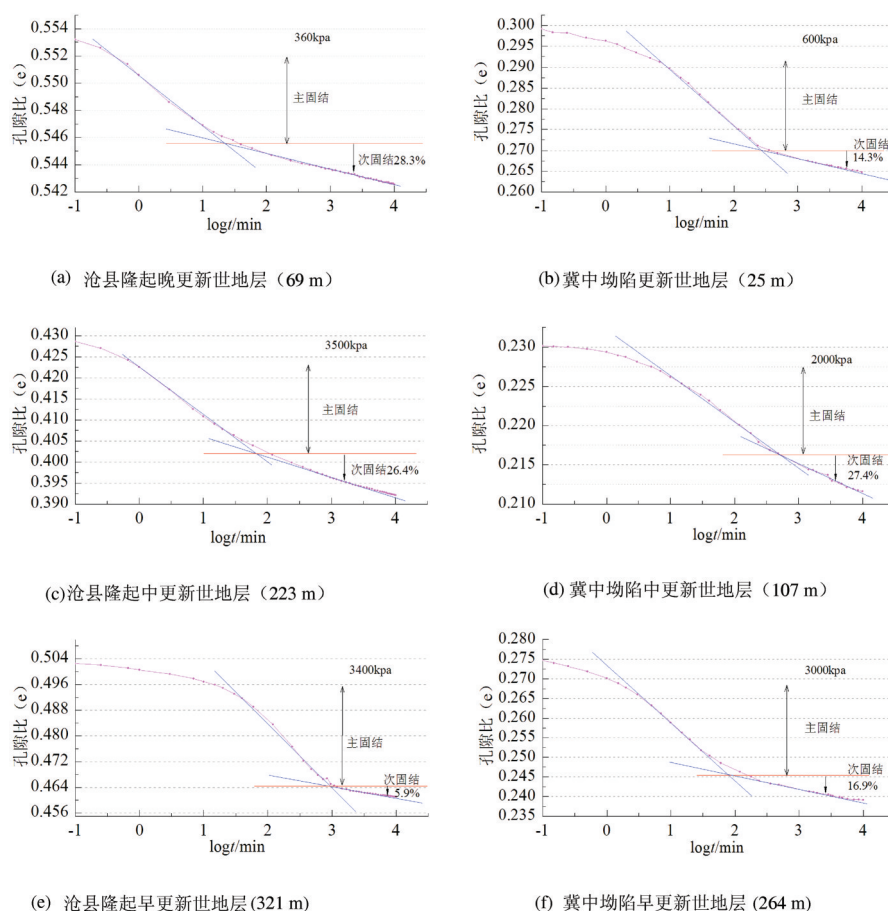 360kpa
主固结
次固结28.3%
孔隙比（e）
0.554
0.550
0.548
0.544
0.542
-1 0 1 2 3 4
logt/min
(a) 沧县隆起晚更新世地层（69 m）
600kpa
主固结
次固结
14.3%
孔隙比（e）
0.300
0.295
0.290
0.285
0.280
0.275
0.270
0.265
0.260
-1 0 1 2 3 4
logt/min
(b) 冀中坳陷更新世地层（25 m）
3500kpa
主固结
次固结26.4%
孔隙比（e）
0.430
0.425
0.420
0.410
0.405
0.400
0.395
0.390
-1 0 1 2 3 4
logt/min
(c)沧县隆起中更新世地层（223 m）
2000kpa
主固结
次固结
27.4%
孔隙比（e）
0.230
0.225
0.220
0.215
0.210
-1 0 1 2 3 4
logt/min
(d) 冀中坳陷中更新世地层（107 m）
3400kpa
主固结
次固结
5.9%
孔隙比（e）
0.504
0.496
0.488
0.480
0.472
0.464
0.456
-1 0 1 2 3 4
logt/min
(e) 沧县隆起早更新世地层(321 m)
3000kpa
主固结
次固结
16.9%
孔隙比（e）
0.280
0.275
0.270
0.265
0.260
0.255
0.250
0.245
0.240
0.235
-1 0 1 2 3 4
logt/min
(f) 冀中坳陷早更新世地层 (264 m)